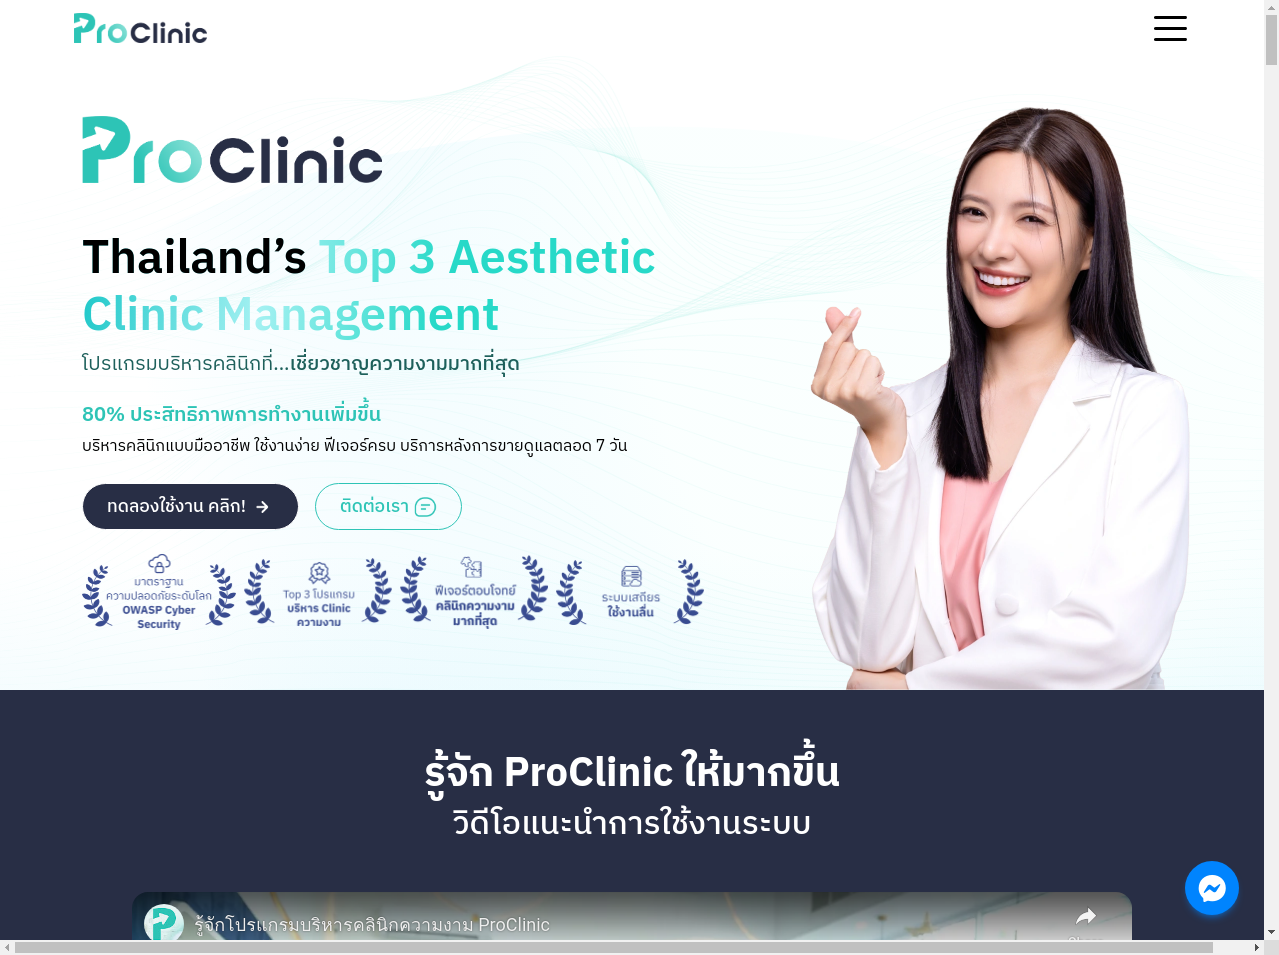 ProClinic
ProClinic
Thailand’s Top 3 Aesthetic
Clinic Management
โปรแกรมบริหารคลินิกที่...เชี่ยวชาญความงามมากที่สุด
80% ประสิทธิภาพการทำงานเพิ่มขึ้น
บริหารคลินิกแบบมืออาชีพ ใช้งานง่าย ฟีเจอร์ครบ บริการหลังการขายดูแลตลอด 7 วัน
ทดลองใช้งาน คลิก!
ติดต่อเรา
มาตราฐาน
ความปลอดภัยระดับโลก
OWASP Cyber
Security
Top 3 โปรแกรม
บริหาร Clinic
ความงาม
ฟีเจอร์ตอบโจทย์
คลินิกความงาม
มากที่สุด
ระบบเสถียร
ใช้งานลื่น
รู้จัก ProClinic ให้มากขึ้น
วิดีโอแนะนำการใช้งานระบบ
รู้จักโปรแกรมบริหารคลินิกความงาม ProClinic